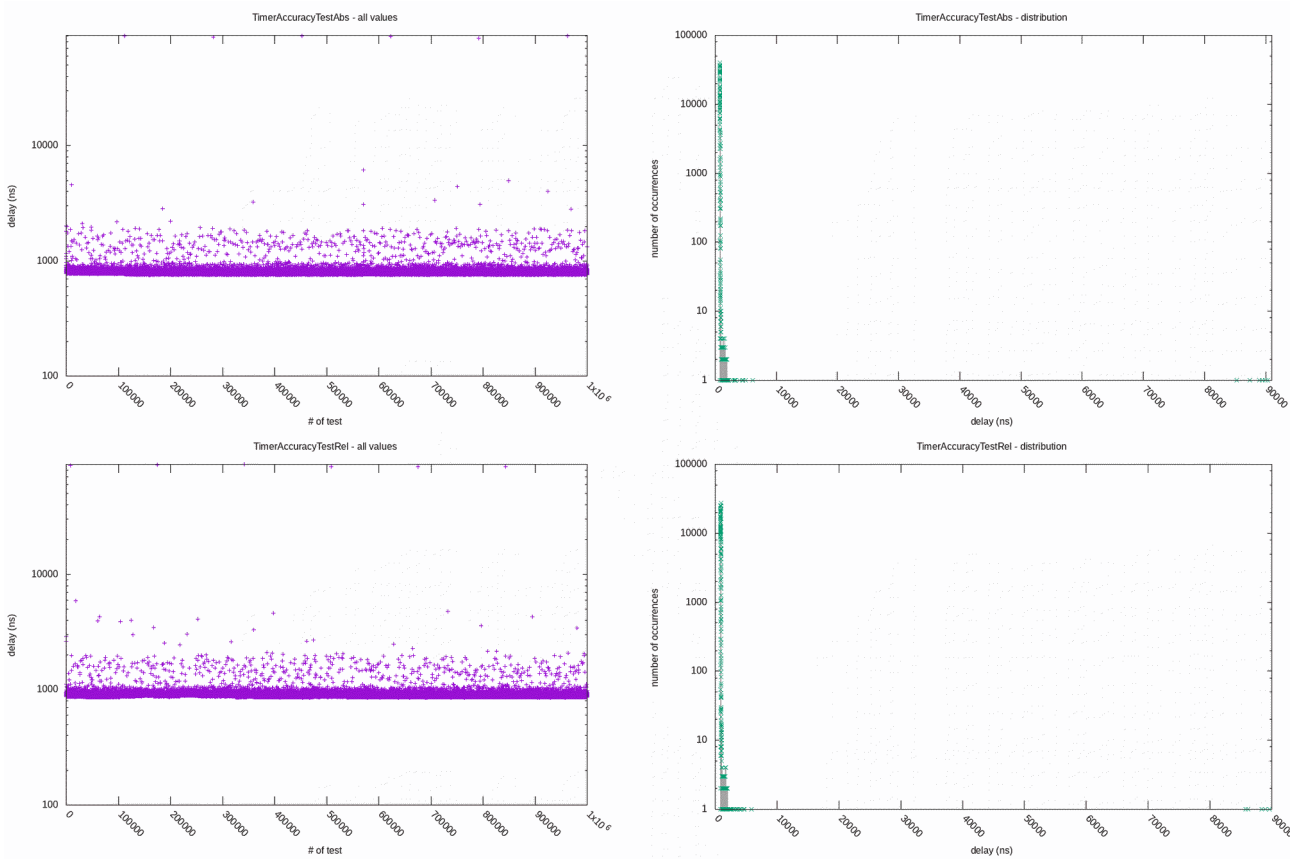 TimerAccuracyTestAbs - all values
delay (ns)
10000
1000
100
0 100000 200000 300000 400000 500000 600000 700000 800000 900000 1x10 6
# of test
TimerAccuracyTestAbs - distribution
number of occurrences
100000
10000
1000
100
10
1
0 10000 20000 30000 40000 50000 60000 70000 80000 90000
delay (ns)
TimerAccuracyTestRel - all values
delay (ns)
10000
1000
100
0 100000 200000 300000 400000 500000 600000 700000 800000 900000 1x10 6
# of test
TimerAccuracyTestRel - distribution
number of occurrences
100000
10000
1000
100
10
1
0 10000 20000 30000 40000 50000 60000 70000 80000 90000
delay (ns)